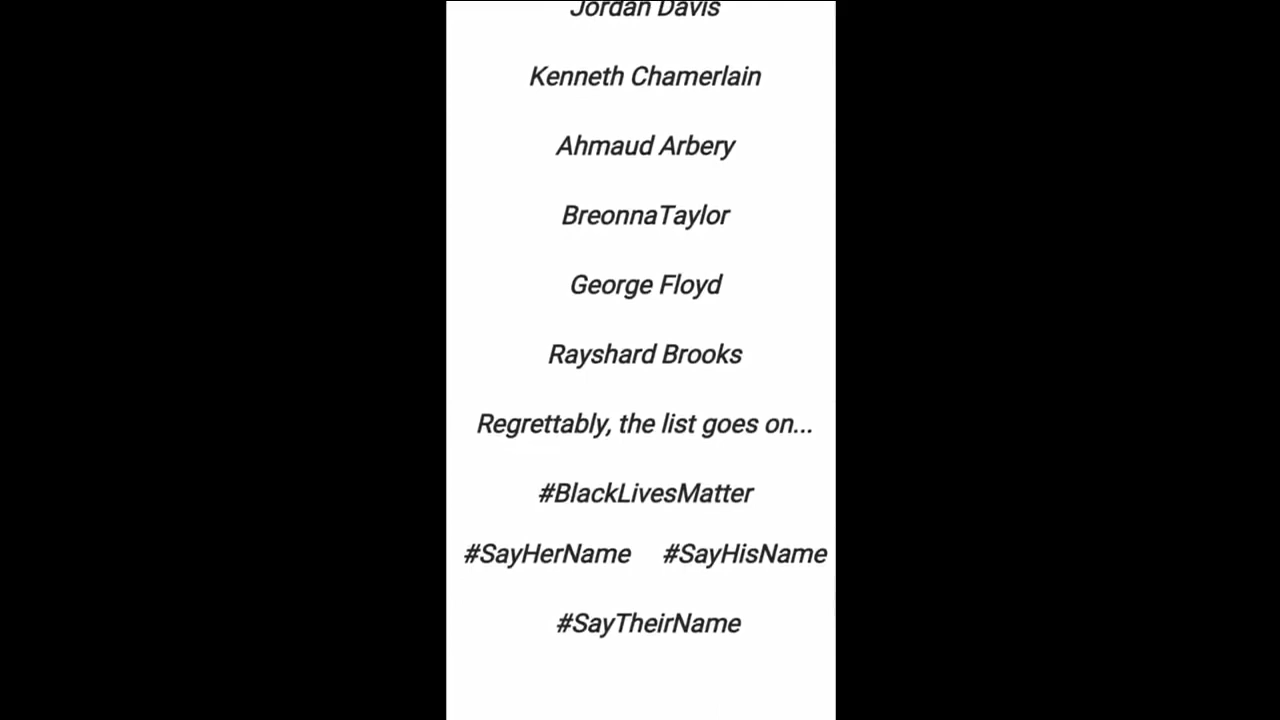 Jordan Davis
Kenneth Chamerlain
Ahmaud Arbery
BreonnaTaylor
George Floyd
Rayshard Brooks
Regrettably, the list goes on...
#BlackLivesMatter
#SayHerName #SayHisName
#SayTheirName